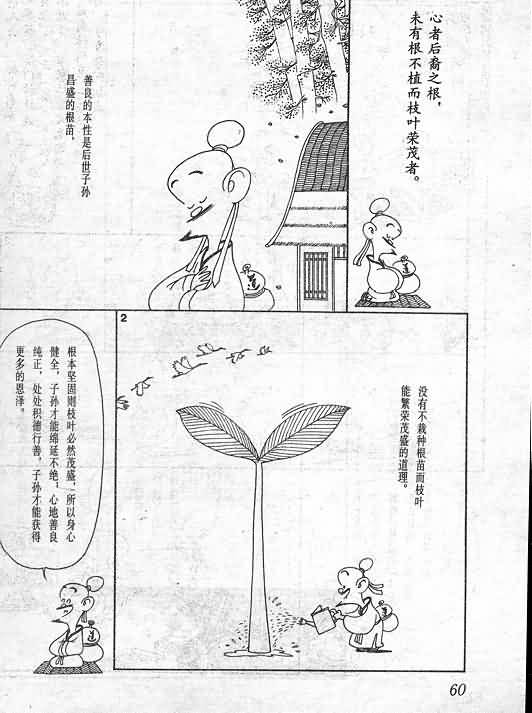 心者后裔之根，
未有根不植而枝叶荣茂者。
善良的本性是后世子孙
昌盛的根苗。
2
没有不栽种根苗而枝叶
能繁荣茂盛的道理。
根本坚固则枝叶必然茂盛，所以身心
健全，子孙才能绵延不绝；心地善良
纯正，处处积德行善，子孙才能获得
更多的恩泽。
道
道
道
60